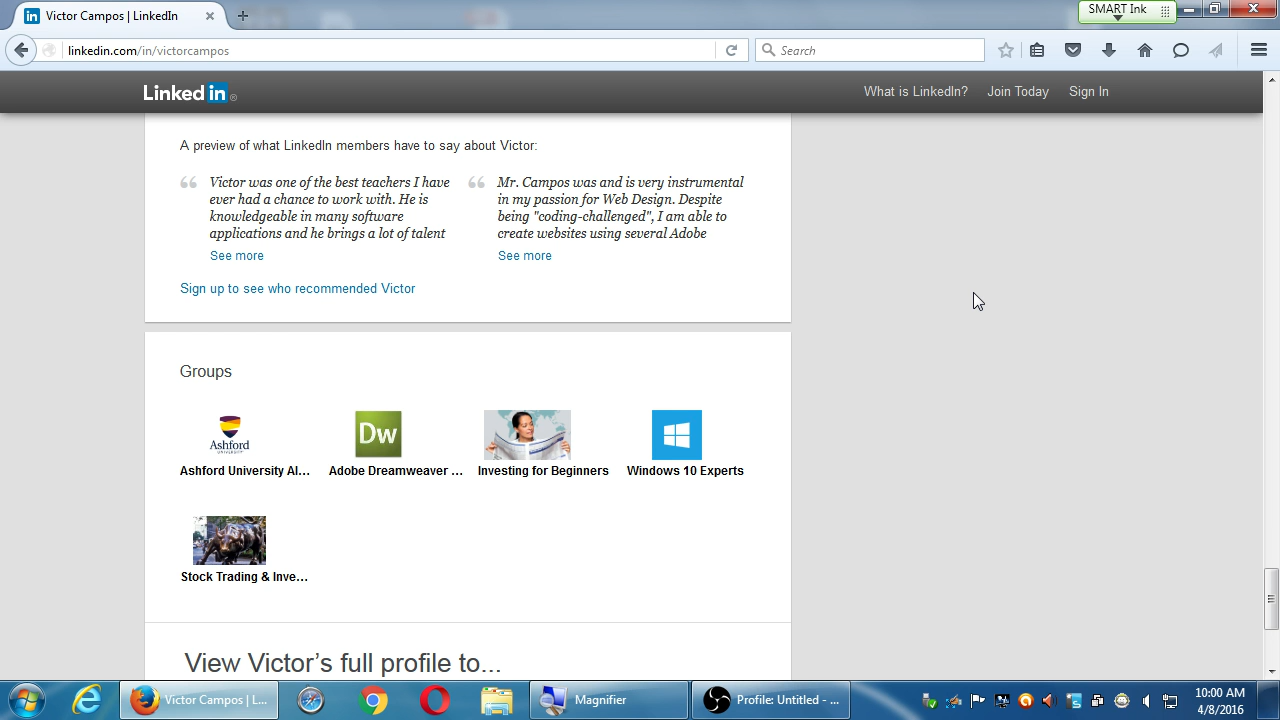 Victor Campos | LinkedIn
SMART Ink
linkedin.com/in/victorcampos
Search
Linked in ®
What is LinkedIn?
Join Today
Sign In
A preview of what LinkedIn members have to say about Victor:
“ Victor was one of the best teachers I have
ever had a chance to work with. He is
knowledgeable in many software
applications and he brings a lot of talent
See more
“ Mr. Campos was and is very instrumental
in my passion for Web Design. Despite
being "coding-challenged", I am able to
create websites using several Adobe
See more
Sign up to see who recommended Victor
Groups
Ashford
UNIVERSITY
Ashford University Al...
Dw
Adobe Dreamweaver ...
Investing for Beginners
Windows 10 Experts
Stock Trading & Inve...
View Victor’s full profile to...
Victor Campos | L...
Magnifier
Profile: Untitled - ...
10:00 AM
4/8/2016